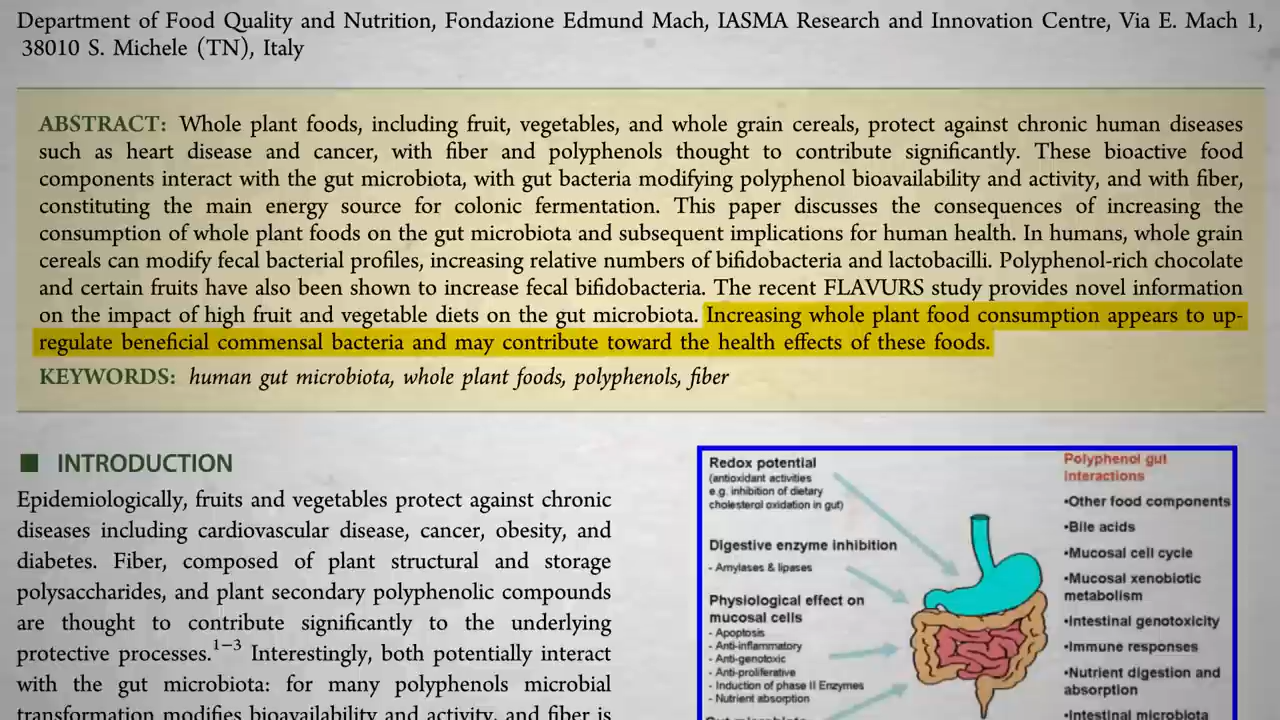 Department of Food Quality and Nutrition, Fondazione Edmund Mach, IASMA Research and Innovation Centre, Via E. Mach 1,
38010 S. Michele (TN), Italy
ABSTRACT: Whole plant foods, including fruit, vegetables, and whole grain cereals, protect against chronic human diseases
such as heart disease and cancer, with fiber and polyphenols thought to contribute significantly. These bioactive food
components interact with the gut microbiota, with gut bacteria modifying polyphenol bioavailability and activity, and with fiber,
constituting the main energy source for colonic fermentation. This paper discusses the consequences of increasing the
consumption of whole plant foods on the gut microbiota and subsequent implications for human health. In humans, whole grain
cereals can modify fecal bacterial profiles, increasing relative numbers of bifidobacteria and lactobacilli. Polyphenol-rich chocolate
and certain fruits have also been shown to increase fecal bifidobacteria. The recent FLAVURS study provides novel information
on the impact of high fruit and vegetable diets on the gut microbiota. Increasing whole plant food consumption appears to up-
regulate beneficial commensal bacteria and may contribute toward the health effects of these foods.
KEYWORDS: human gut microbiota, whole plant foods, polyphenols, fiber
INTRODUCTION
Epidemiologically, fruits and vegetables protect against chronic
diseases including cardiovascular disease, cancer, obesity, and
diabetes. Fiber, composed of plant structural and storage
polysaccharides, and plant secondary polyphenolic compounds
are thought to contribute significantly to the underlying
protective processes.1−3 Interestingly, both potentially interact
with the gut microbiota: for many polyphenols microbial
transformation modifies bioavailability and activity, and fiber is
Redox potential
(antioxidant activities
e.g. inhibition of dietary
cholesterol oxidation in gut)
Digestive enzyme inhibition
- Amylases & lipases
Physiological effect on
mucosal cells
- Apoptosis
- Anti-inflammatory
- Anti-genotoxic
- Anti-proliferative
- Induction of phase II Enzymes
- Nutrient absorption
Gut microbiota
Polyphenol gut
interactions
•Other food components
•Bile acids
•Mucosal cell cycle
•Mucosal xenobiotic
metabolism
•Intestinal genotoxicity
•Immune responses
•Nutrient digestion and
absorption
•Intestinal microbiota